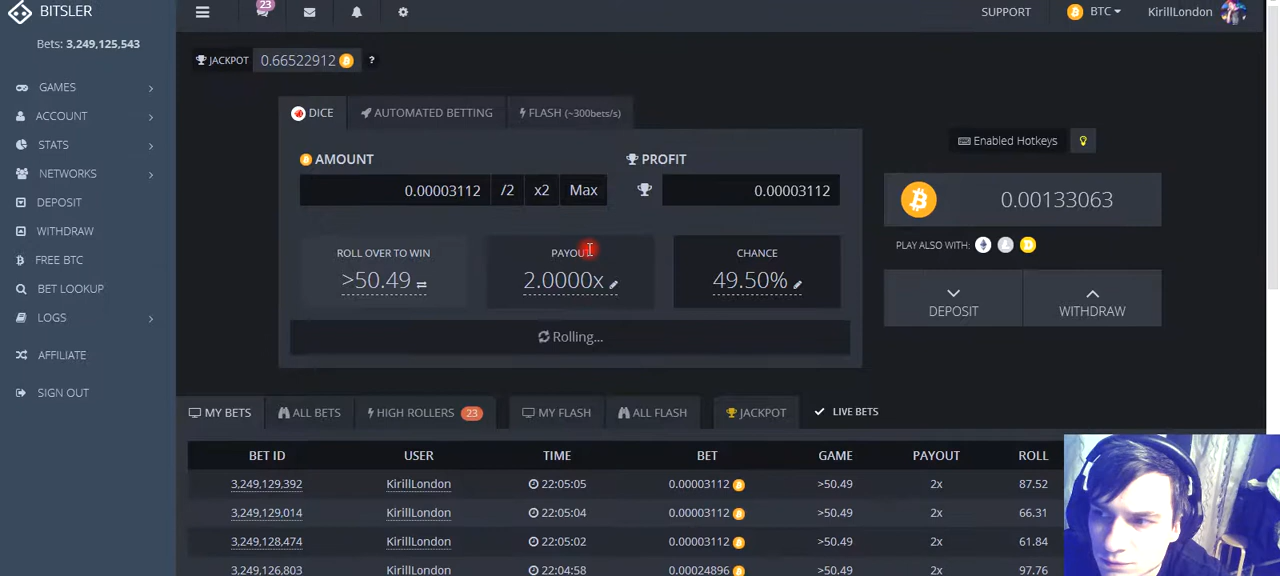 BITSLER
23
SUPPORT
BTC
KirillLondon
Bets: 3,249,125,543
GAMES
ACCOUNT
STATS
NETWORKS
DEPOSIT
WITHDRAW
FREE BTC
BET LOOKUP
LOGS
AFFILIATE
SIGN OUT
JACKPOT 0.66522912 ?
DICE AUTOMATED BETTING FLASH (~300bets/s)
AMOUNT PROFIT
0.00003112 /2 x2 Max 0.00003112
ROLL OVER TO WIN PAYOUT CHANCE
>50.49 2.0000x 49.50%
Rolling...
Enabled Hotkeys
0.00133063
PLAY ALSO WITH:
DEPOSIT WITHDRAW
MY BETS ALL BETS HIGH ROLLERS 23 MY FLASH ALL FLASH JACKPOT LIVE BETS
BET ID USER TIME BET GAME PAYOUT ROLL
3,249,129,392 KirillLondon 22:05:05 0.00003112 >50.49 2x 87.52
3,249,129,014 KirillLondon 22:05:04 0.00003112 >50.49 2x 66.31
3,249,128,474 KirillLondon 22:05:02 0.00003112 >50.49 2x 61.84
3,249,126,803 KirillLondon 22:04:58 0.00024896 >50.49 2x 97.76